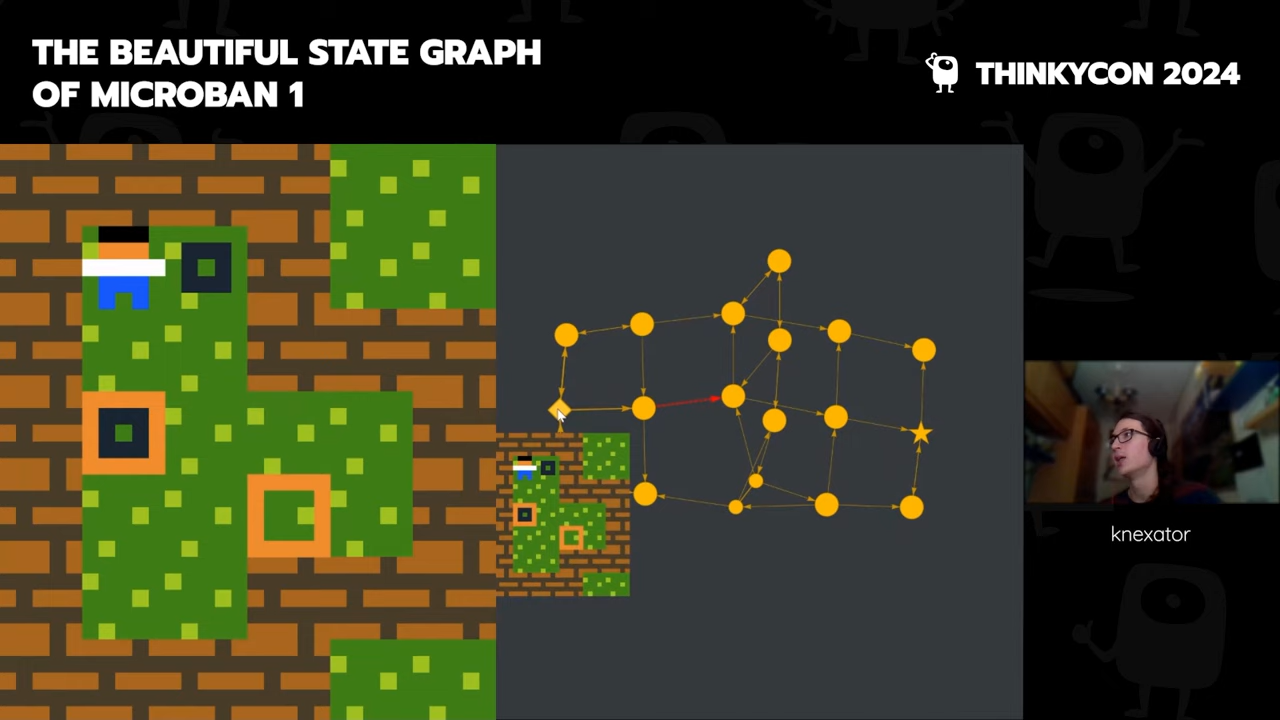 THE BEAUTIFUL STATE GRAPH
OF MICROBAN 1
THINKYCON 2024
knexator